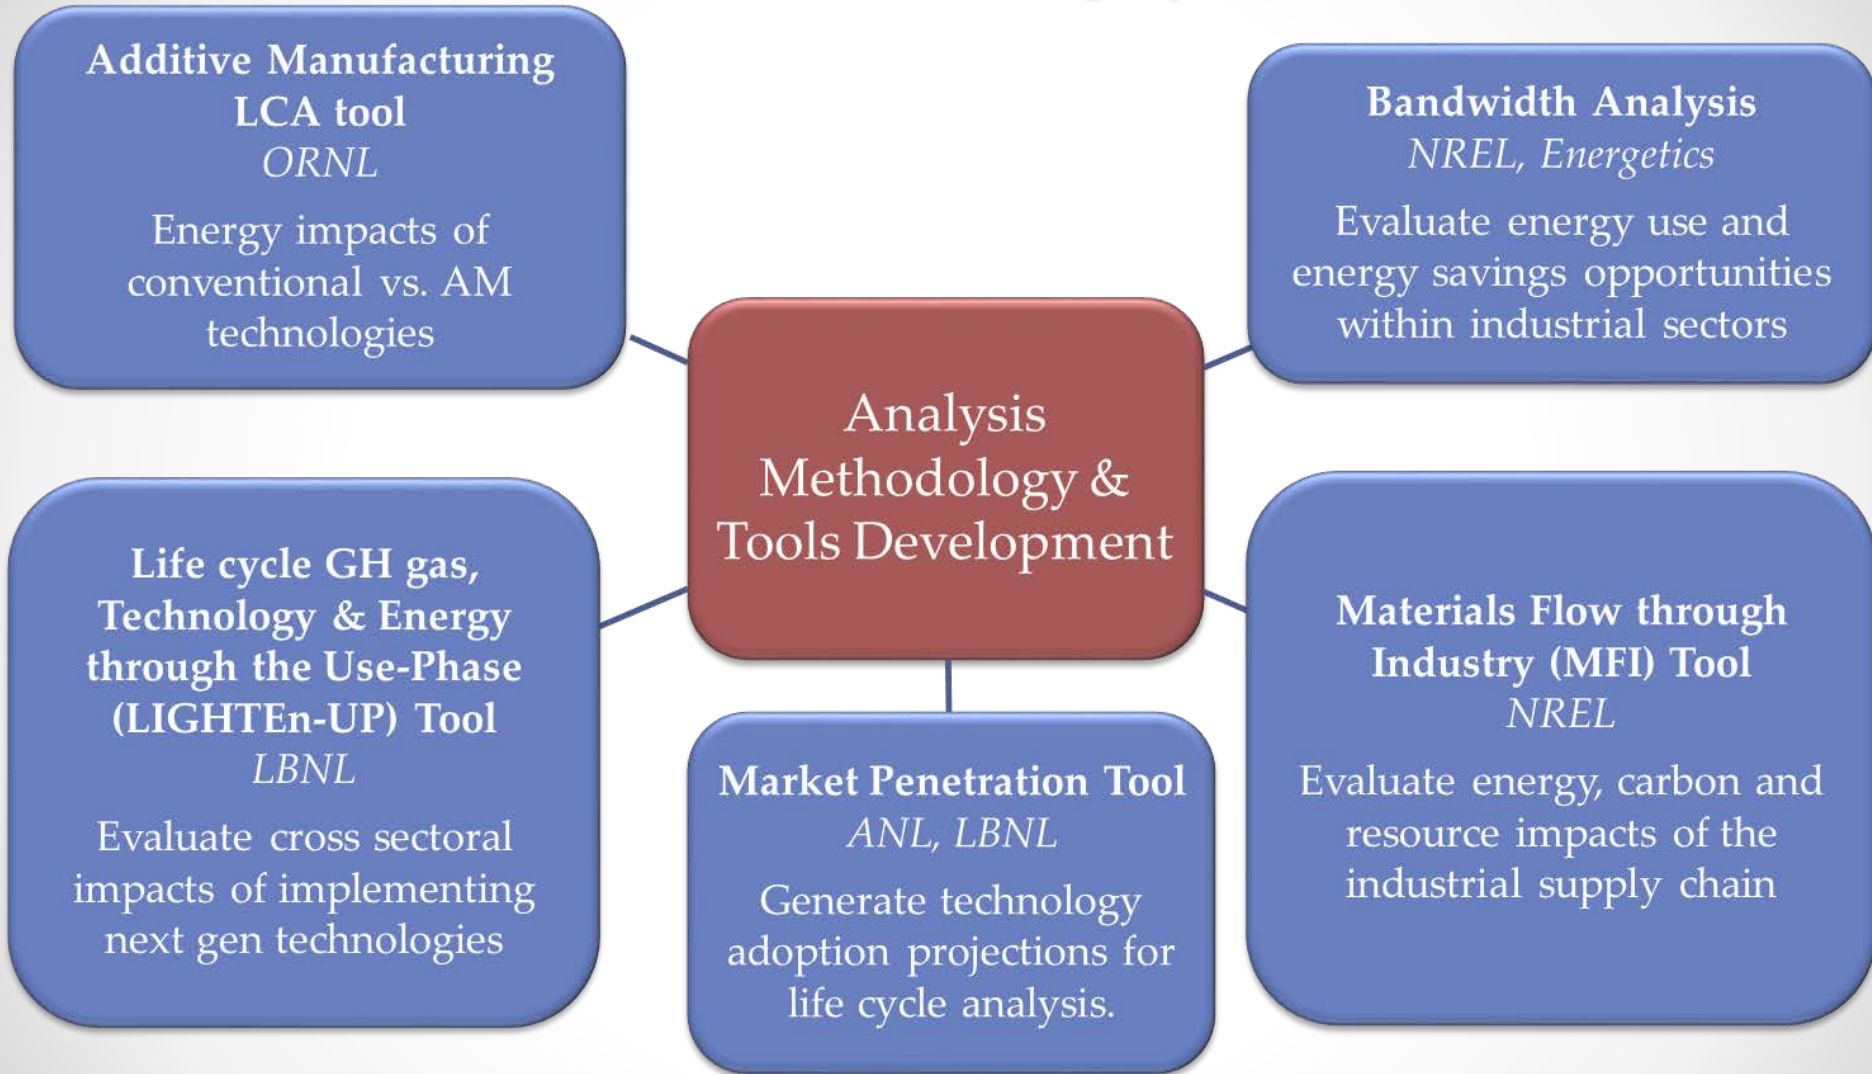 Additive Manufacturing
LCA tool
ORNL
Energy impacts of
conventional vs. AM
technologies
Bandwidth Analysis
NREL, Energetics
Evaluate energy use and
energy savings opportunities
within industrial sectors
Analysis
Methodology &
Tools Development
Life cycle GH gas,
Technology & Energy
through the Use-Phase
(LIGHTEn-UP) Tool
LBNL
Evaluate cross sectoral
impacts of implementing
next gen technologies
Market Penetration Tool
ANL, LBNL
Generate technology
adoption projections for
life cycle analysis.
Materials Flow through
Industry (MFI) Tool
NREL
Evaluate energy, carbon and
resource impacts of the
industrial supply chain